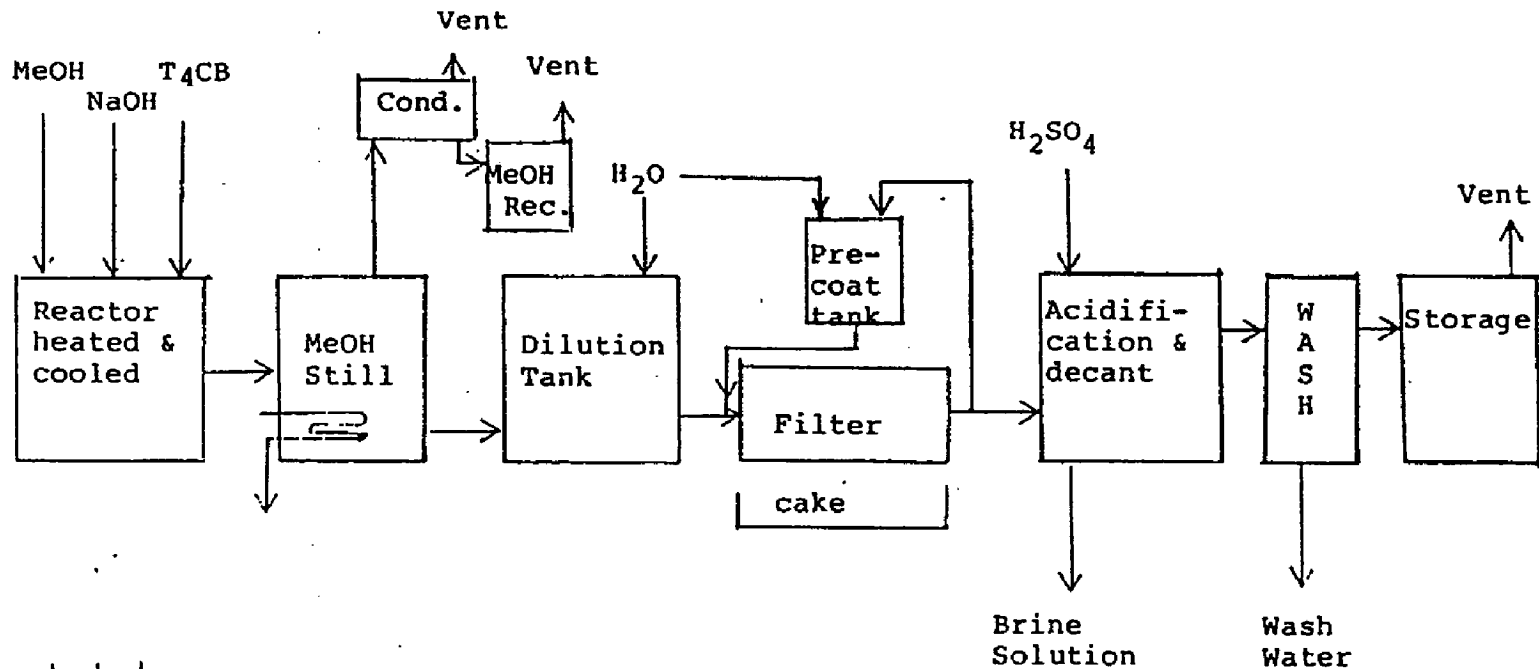 Vent
Vent
MeOH
NaOH
T4CB
Cond.
MeOH
Rec.
H2O
H2SO4
Vent
Pre-
coat
tank
Reactor
heated &
cooled
MeOH
Still
Dilution
Tank
Filter
cake
Acidifi-
cation &
decant
W
A
S
H
Storage
Brine
Solution
Wash
Water